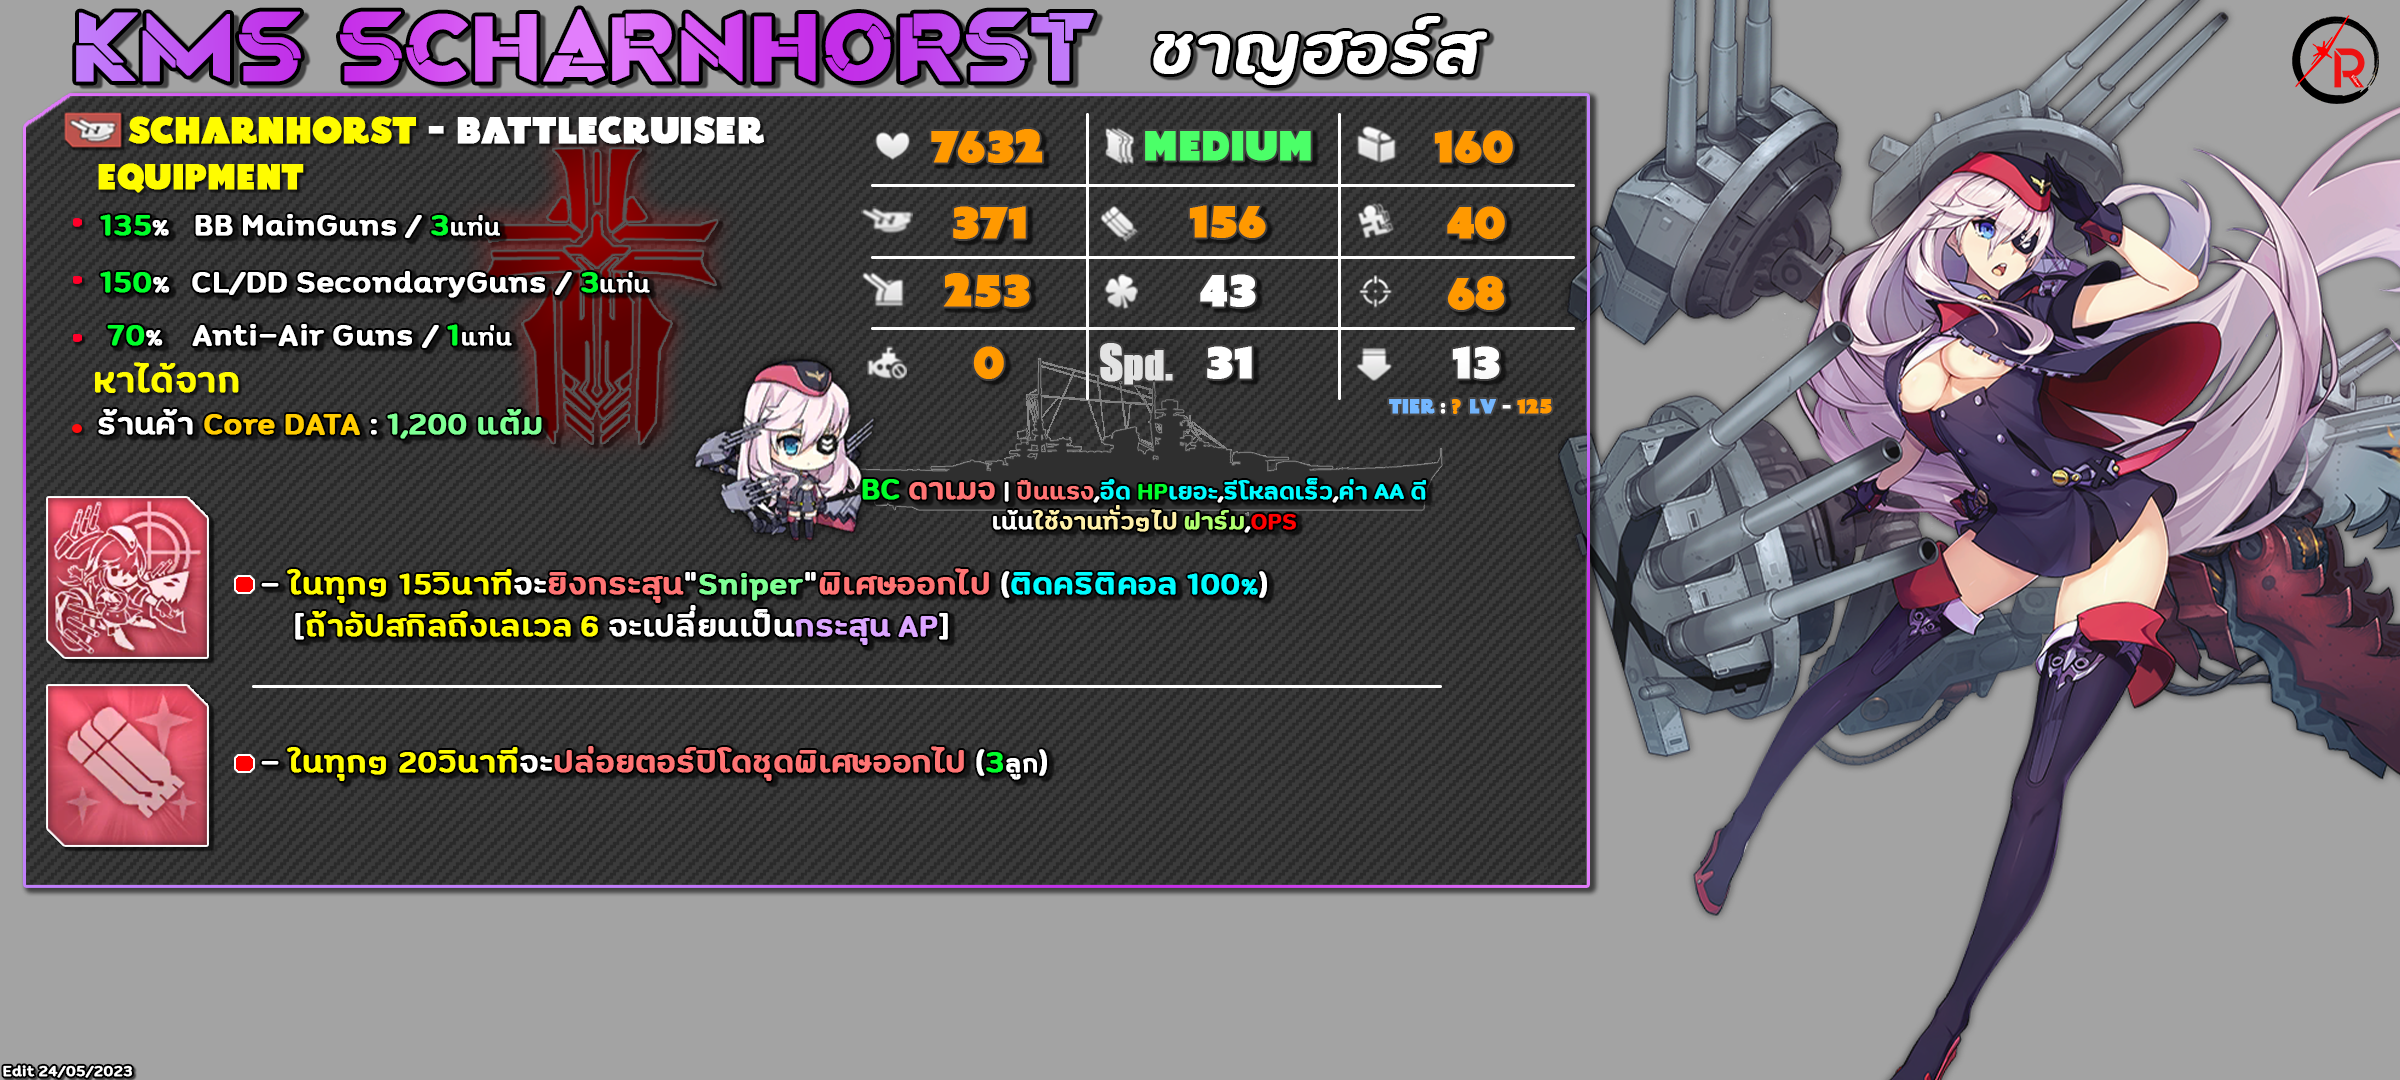 KMS SCHARNHORST ชาญฮอร์ส
R
SCHARNHORST - BATTLECRUISER
EQUIPMENT
135% BB MainGuns / 3แท่น
150% CL/DD SecondaryGuns / 3แท่น
70% Anti-Air Guns / 1แท่น
หาได้จาก
ร้านค้า Core DATA : 1,200 แต้ม
7632 MEDIUM 160
371 156 40
253 43 68
0 Spd. 31 13
TIER : ? LV - 125
BC ดาเมจ | ปืนแรง,อึด HPเยอะ,รีโหลดเร็ว,ค่า AA ดี
เน้นใช้งานทั่วๆไป ฟาร์ม,OPS
– ในทุกๆ 15วินาทีจะยิงกระสุน"Sniper"พิเศษออกไป (ติดคริติคอล 100%)
[ถ้าอัปสกิลถึงเลเวล 6 จะเปลี่ยนเป็นกระสุน AP]
– ในทุกๆ 20วินาทีจะปล่อยตอร์ปิโดชุดพิเศษออกไป (3ลูก)
Edit 24/05/2023